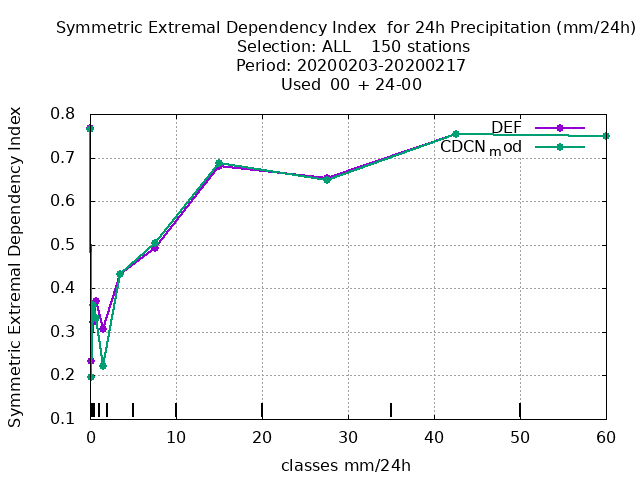 Symmetric Extremal Dependency Index  for 24h Precipitation (mm/24h)
Selection: ALL    150 stations
Period: 20200203-20200217
Used  00 + 24-00
Symmetric Extremal Dependency Index
0.8
0.7
0.6
0.5
0.4
0.3
0.2
0.1
DEF
CDCNmod
0 10 20 30 40 50 60
classes mm/24h